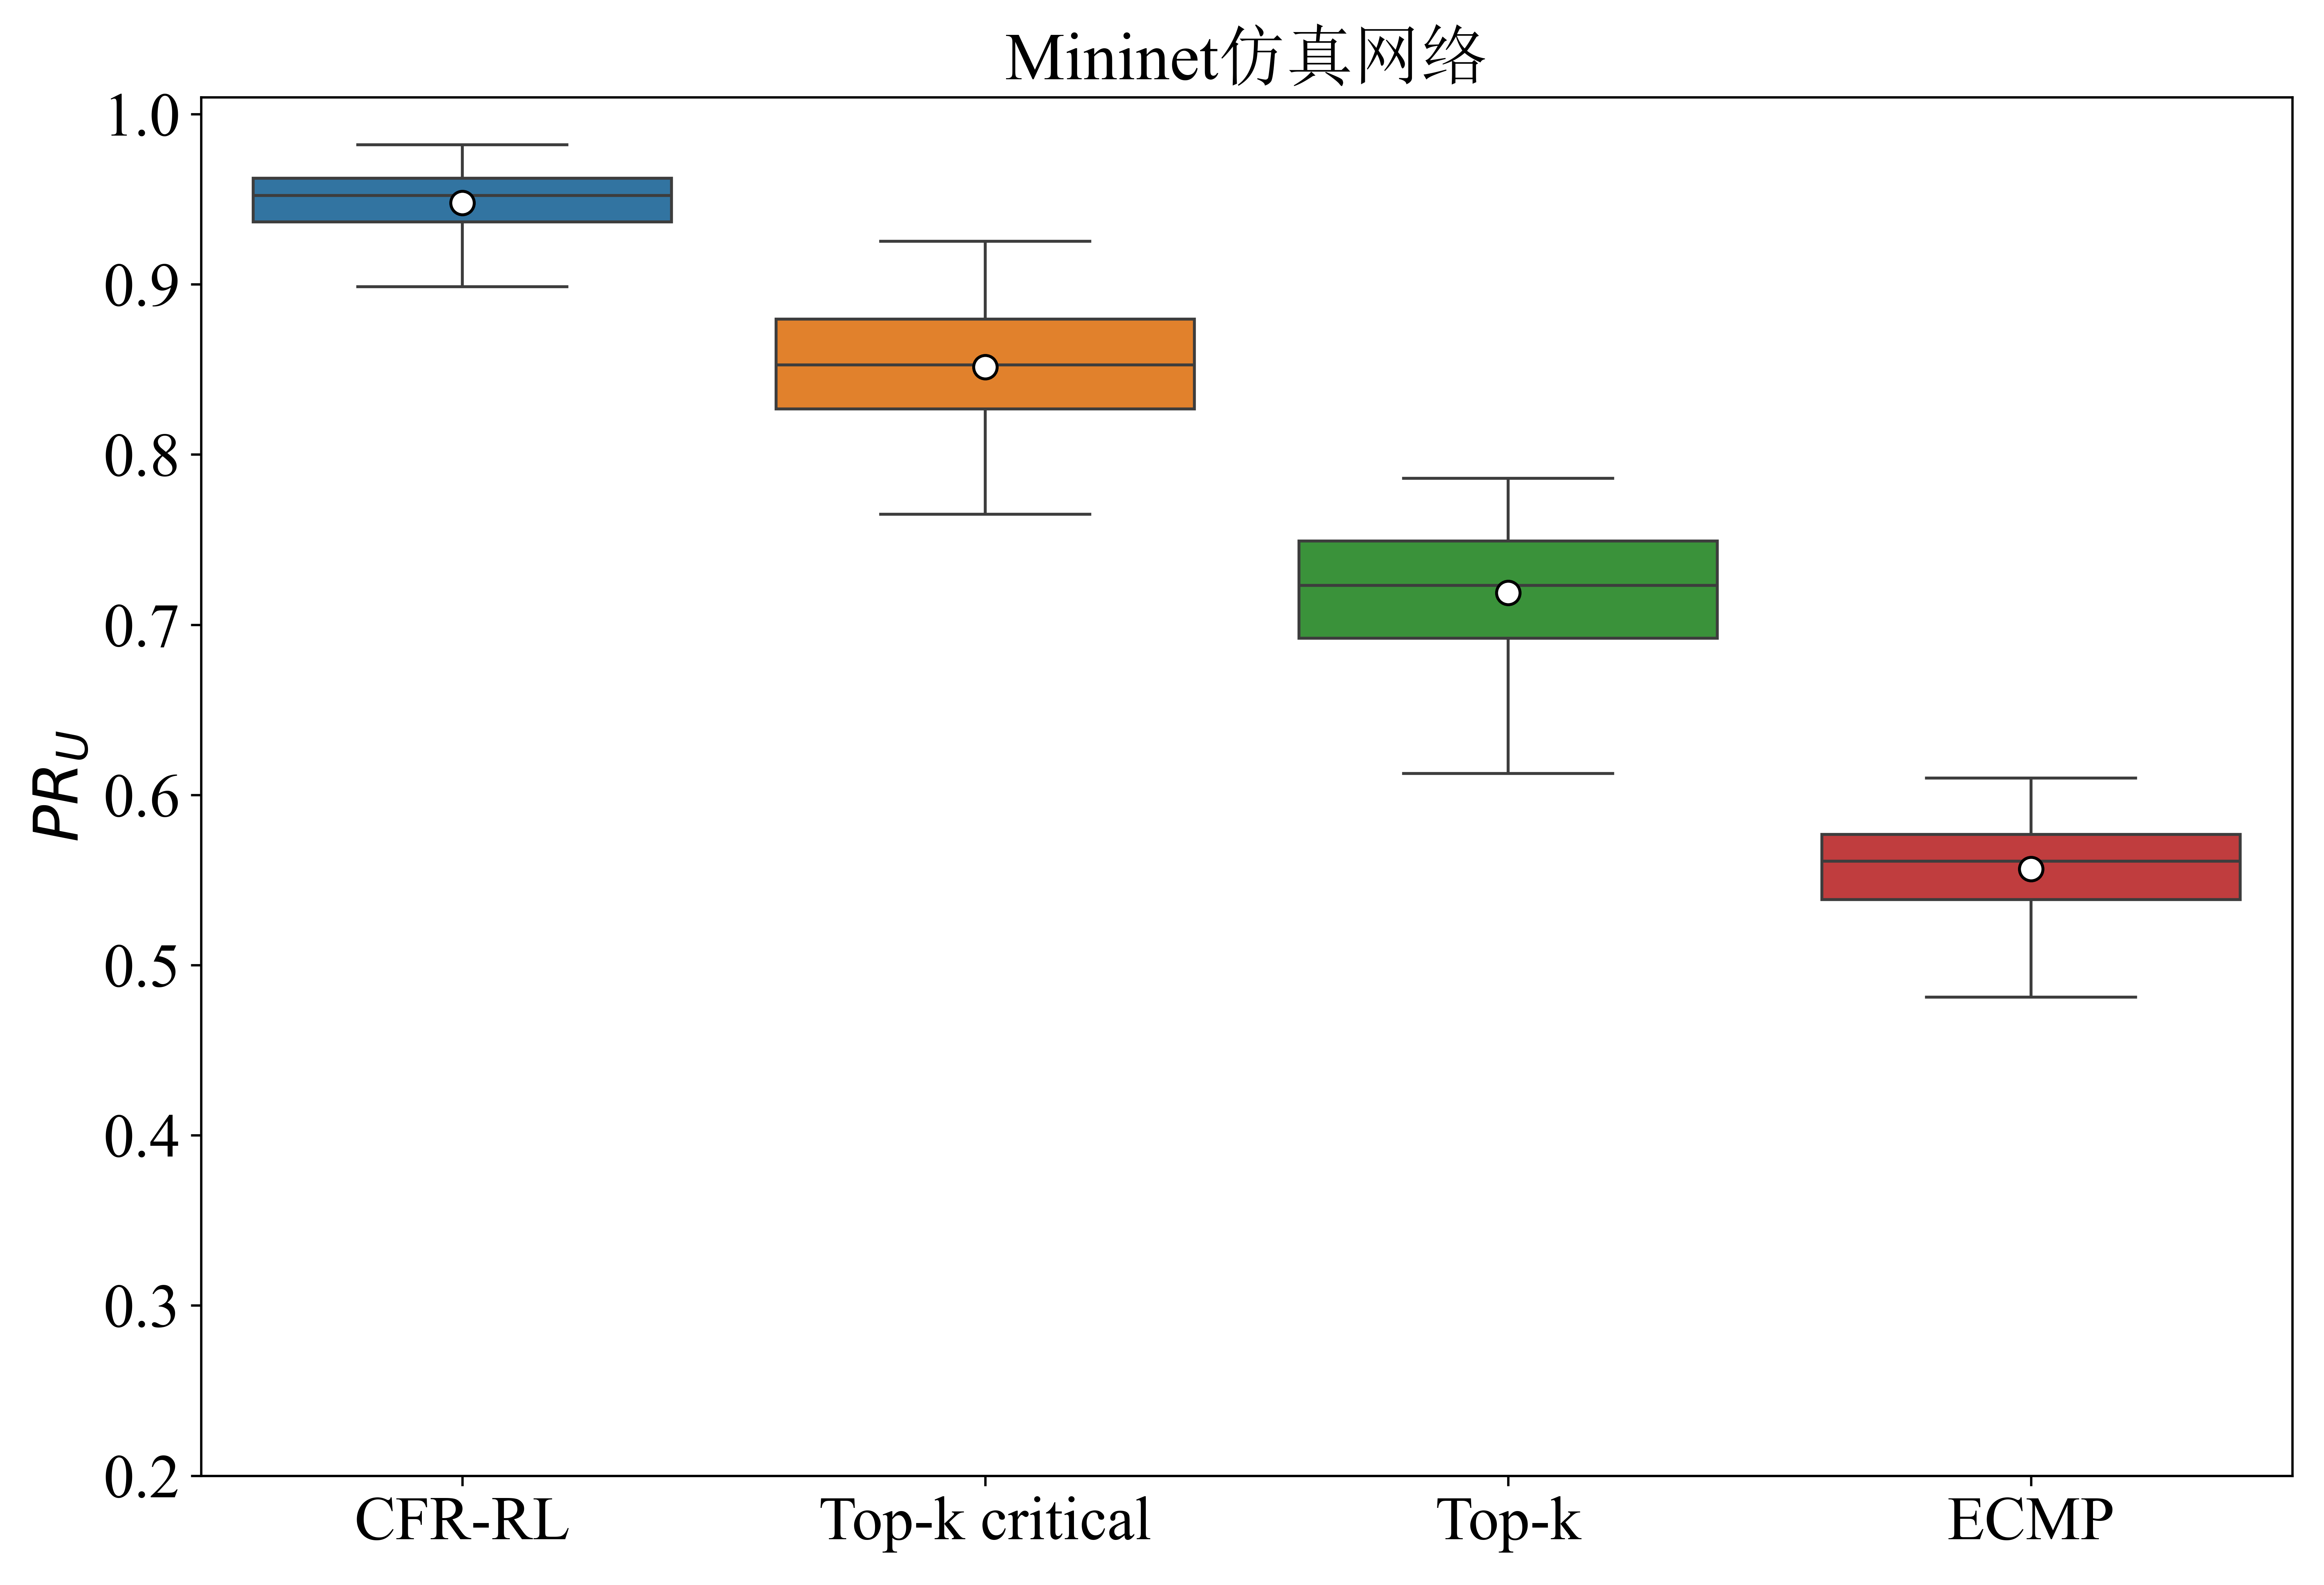 Mininet仿真网络
PR_U
1.0
0.9
0.8
0.7
0.6
0.5
0.4
0.3
0.2
CFR-RL
Top-k critical
Top-k
ECMP